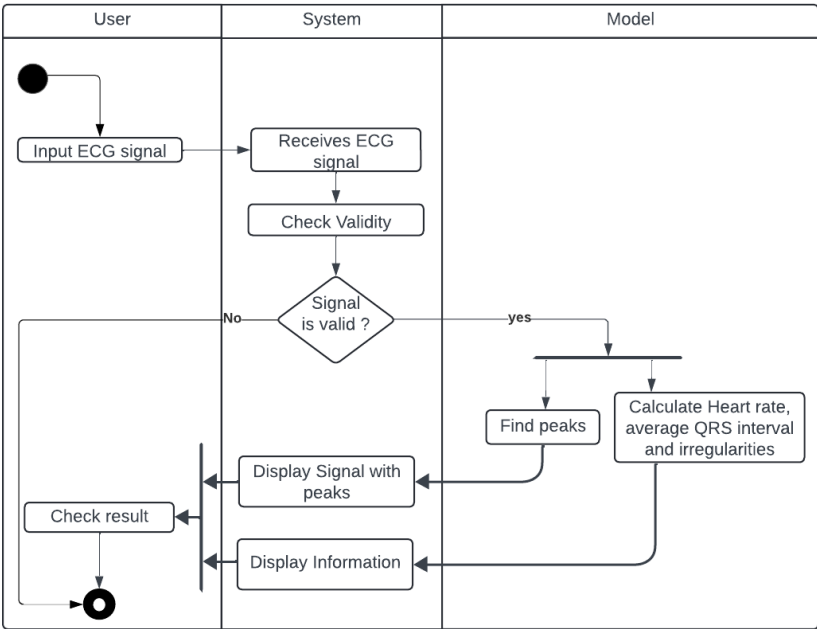 User
System
Model
Input ECG signal
Receives ECG
signal
Check Validity
Signal
is valid ?
No
yes
Find peaks
Calculate Heart rate,
average QRS interval
and irregularities
Display Signal with
peaks
Check result
Display Information